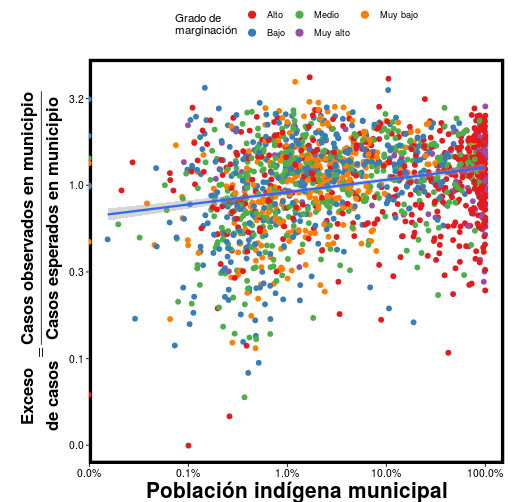 Grado de
marginación
Alto
Medio
Muy bajo
Bajo
Muy alto
Exceso
de casos
=
Casos observados en municipio
Casos esperados en municipio
3.2
1.0
0.3
0.1
0.0
0.0%
0.1%
1.0%
10.0%
100.0%
Población indígena municipal